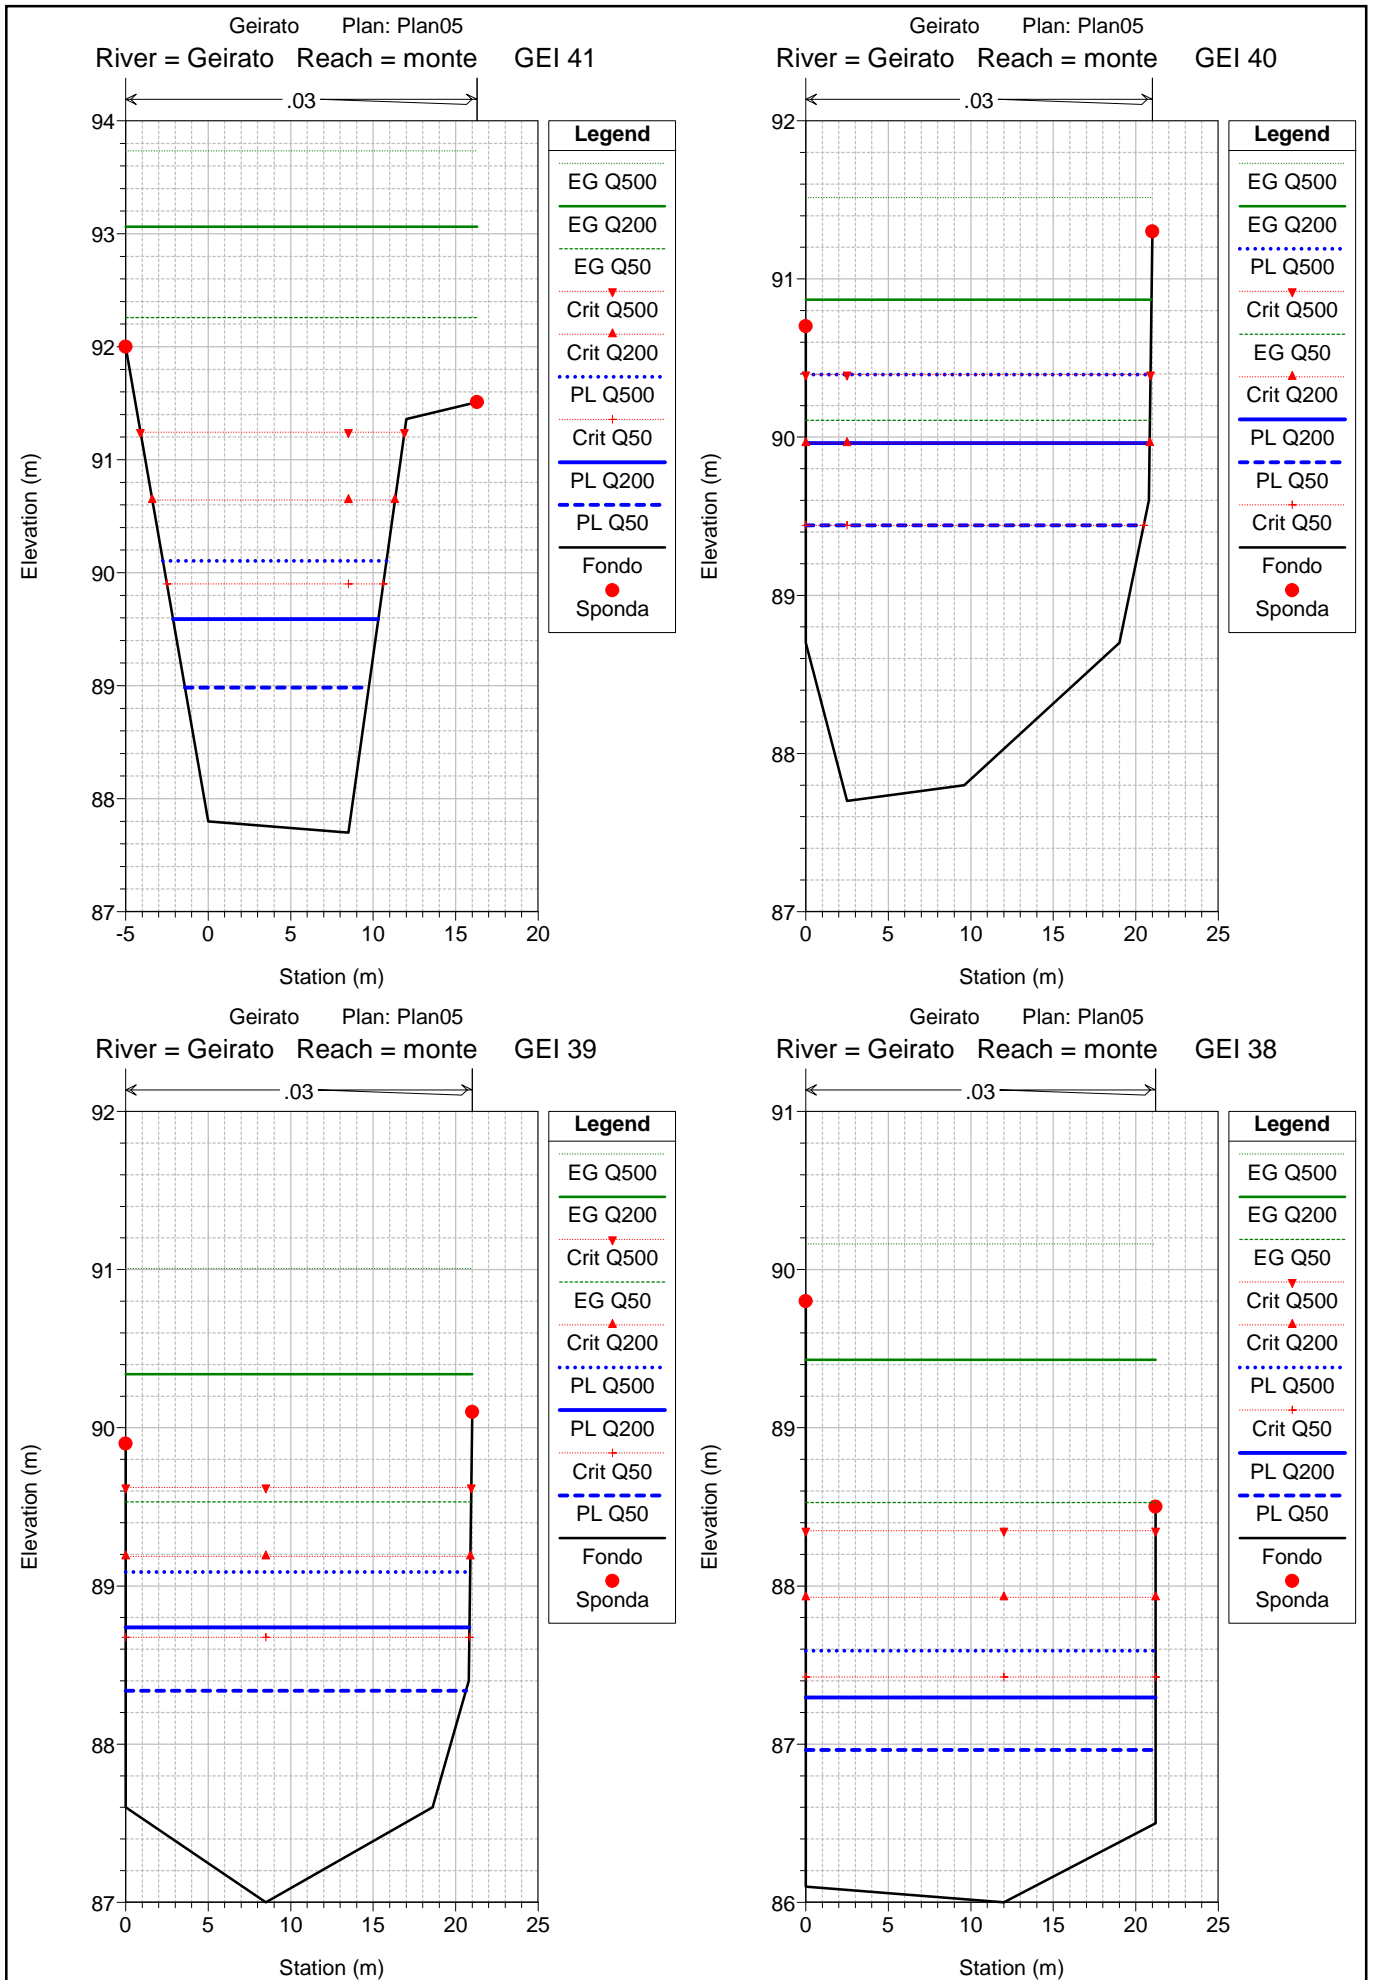 Geirato Plan: Plan05
River = Geirato Reach = monte GEI 41
.03
Elevation (m)
94
93
92
91
90
89
88
87
-5 0 5 10 15 20
Station (m)
Legend
EG Q500
EG Q200
EG Q50
Crit Q500
Crit Q200
PL Q500
Crit Q50
PL Q200
PL Q50
Fondo
Sponda
Geirato Plan: Plan05
River = Geirato Reach = monte GEI 40
.03
Elevation (m)
92
91
90
89
88
87
0 5 10 15 20 25
Station (m)
Legend
EG Q500
EG Q200
PL Q500
Crit Q500
EG Q50
Crit Q200
PL Q200
PL Q50
Crit Q50
Fondo
Sponda
Geirato Plan: Plan05
River = Geirato Reach = monte GEI 39
.03
Elevation (m)
92
91
90
89
88
87
0 5 10 15 20 25
Station (m)
Legend
EG Q500
EG Q200
Crit Q500
EG Q50
Crit Q200
PL Q500
PL Q200
Crit Q50
PL Q50
Fondo
Sponda
Geirato Plan: Plan05
River = Geirato Reach = monte GEI 38
.03
Elevation (m)
91
90
89
88
87
86
0 5 10 15 20 25
Station (m)
Legend
EG Q500
EG Q200
EG Q50
Crit Q500
Crit Q200
PL Q500
Crit Q50
PL Q200
PL Q50
Fondo
Sponda